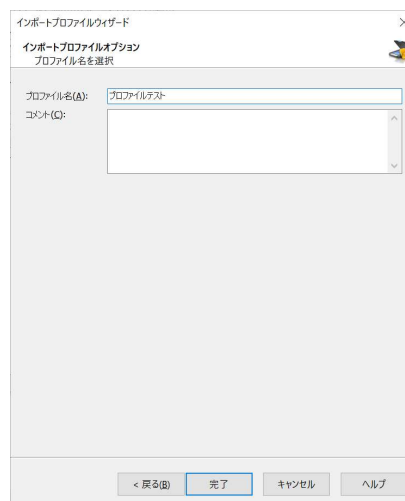 インポートプロファイルウィザード
インポートプロファイルオプション
プロファイル名を選択
プロファイル名(A): プロファイルテスト
コメント(C):
< 戻る(B) 完了 キャンセル ヘルプ